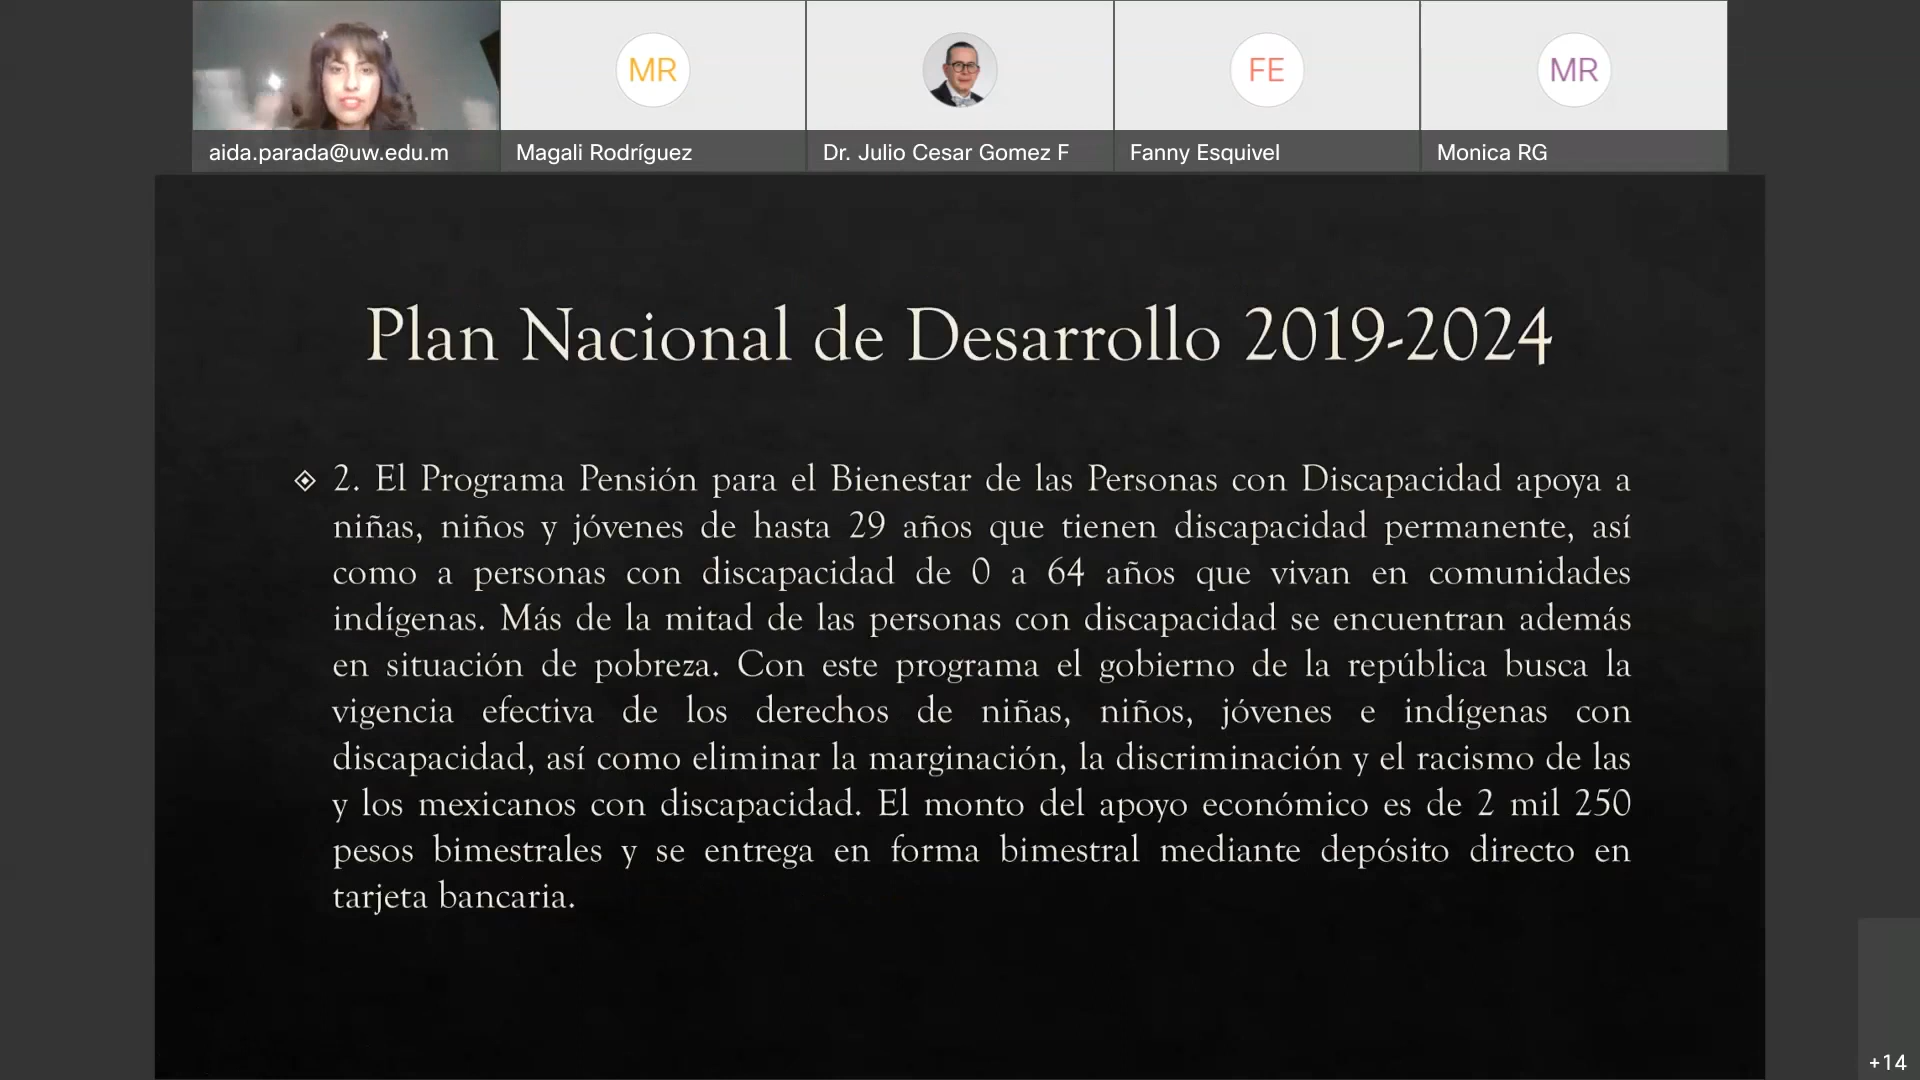 MR
FE
MR
aida.parada@uw.edu.m
Magali Rodríguez
Dr. Julio Cesar Gomez F
Fanny Esquivel
Monica RG
Plan Nacional de Desarrollo 2019-2024
2. El Programa Pensión para el Bienestar de las Personas con Discapacidad apoya a
niñas, niños y jóvenes de hasta 29 años que tienen discapacidad permanente, así
como a personas con discapacidad de 0 a 64 años que vivan en comunidades
indígenas. Más de la mitad de las personas con discapacidad se encuentran además
en situación de pobreza. Con este programa el gobierno de la república busca la
vigencia efectiva de los derechos de niñas, niños, jóvenes e indígenas con
discapacidad, así como eliminar la marginación, la discriminación y el racismo de las
y los mexicanos con discapacidad. El monto del apoyo económico es de 2 mil 250
pesos bimestrales y se entrega en forma bimestral mediante depósito directo en
tarjeta bancaria.
+14